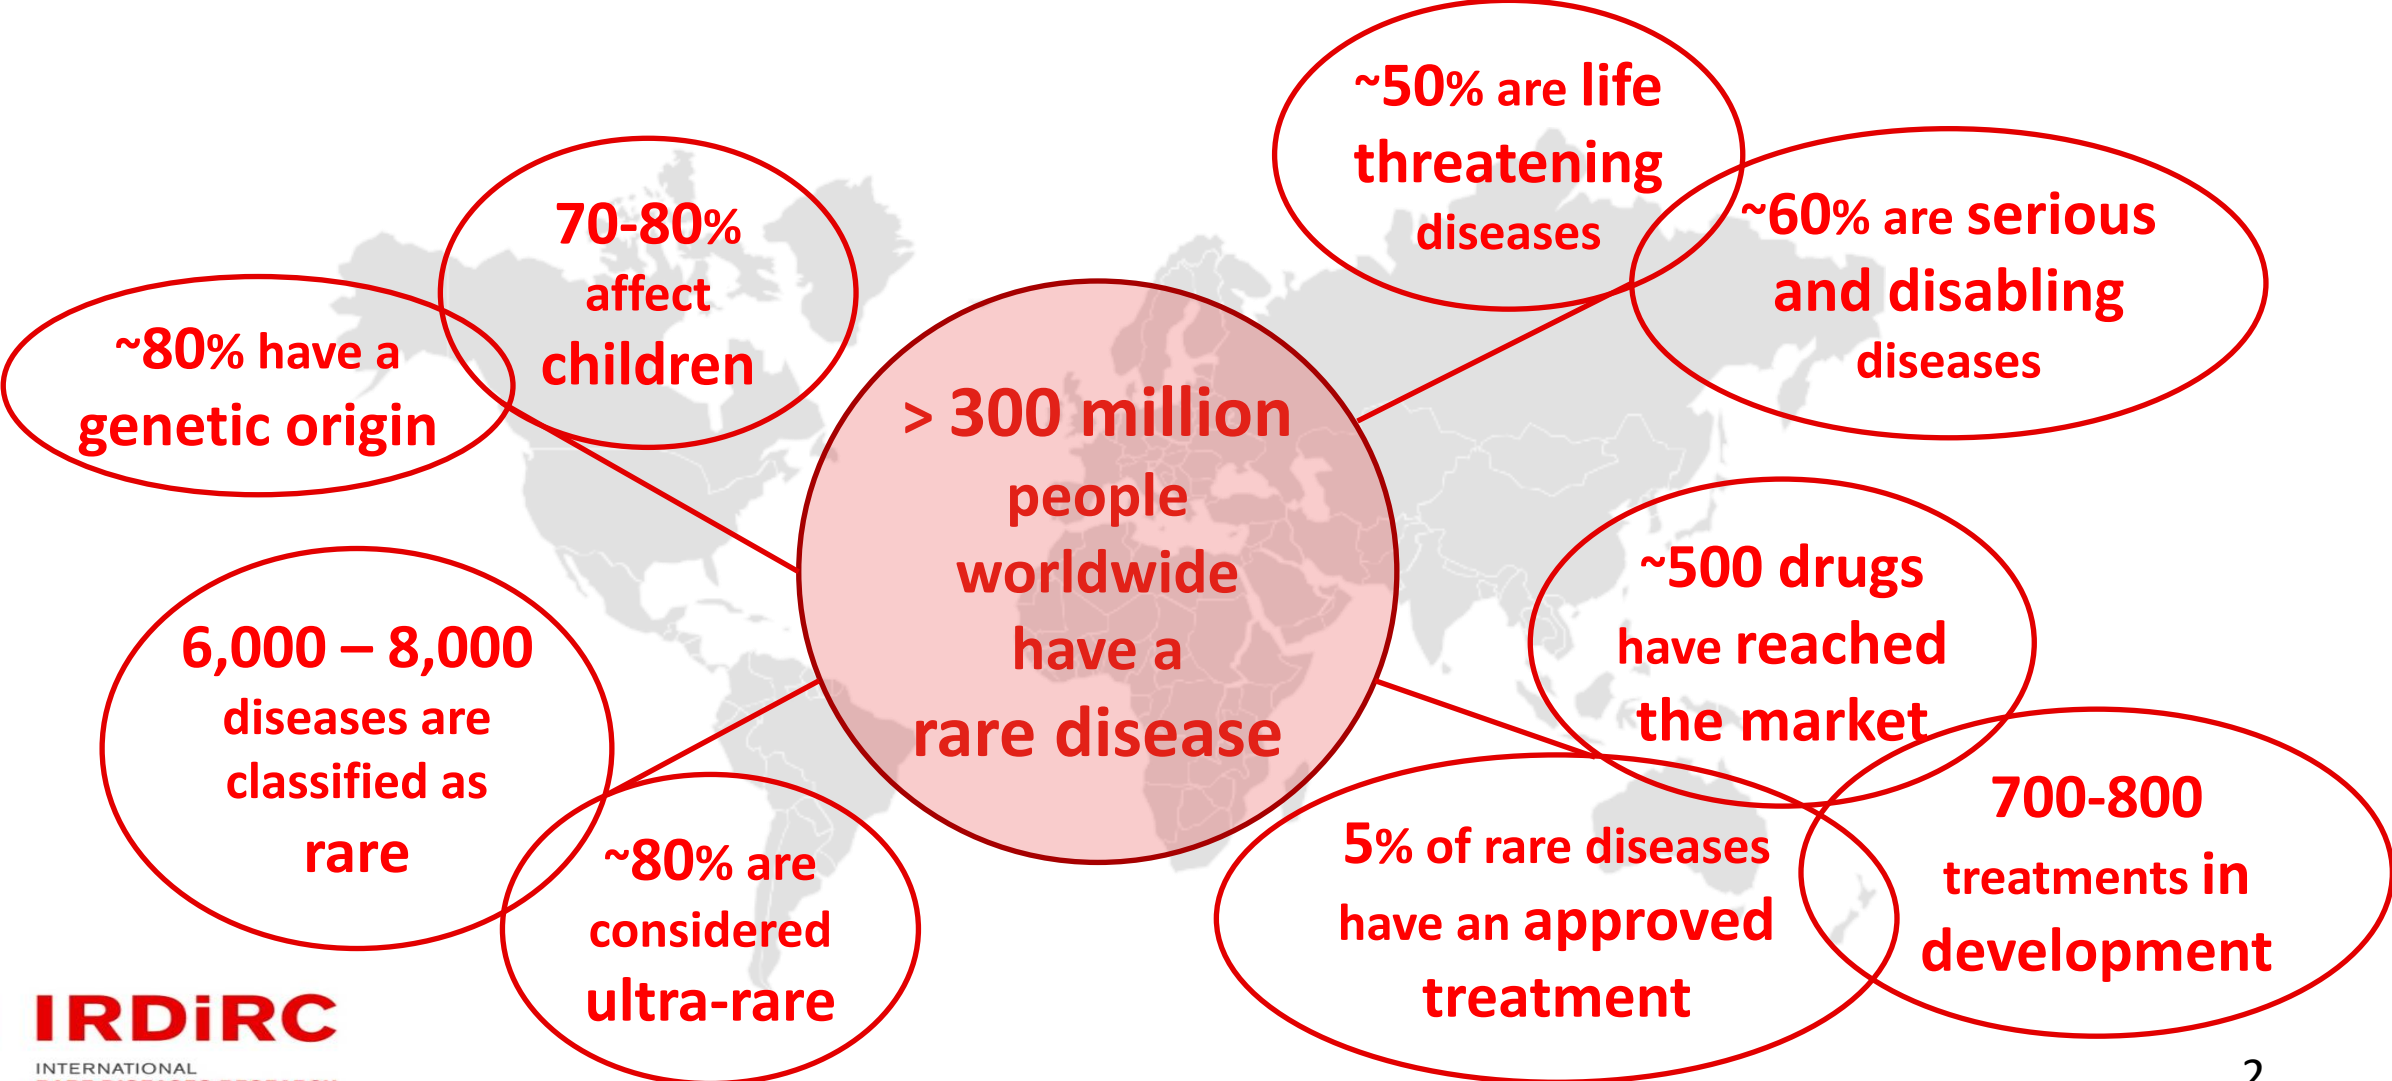 ~50% are life
threatening
diseases
~60% are serious
and disabling
diseases
70-80%
affect
children
~80% have a
genetic origin
> 300 million
people
worldwide
have a
rare disease
6,000 – 8,000
diseases are
classified as
rare
~80% are
considered
ultra-rare
~500 drugs
have reached
the market
5% of rare diseases
have an approved
treatment
700-800
treatments in
development
IRDiRC
INTERNATIONAL
2